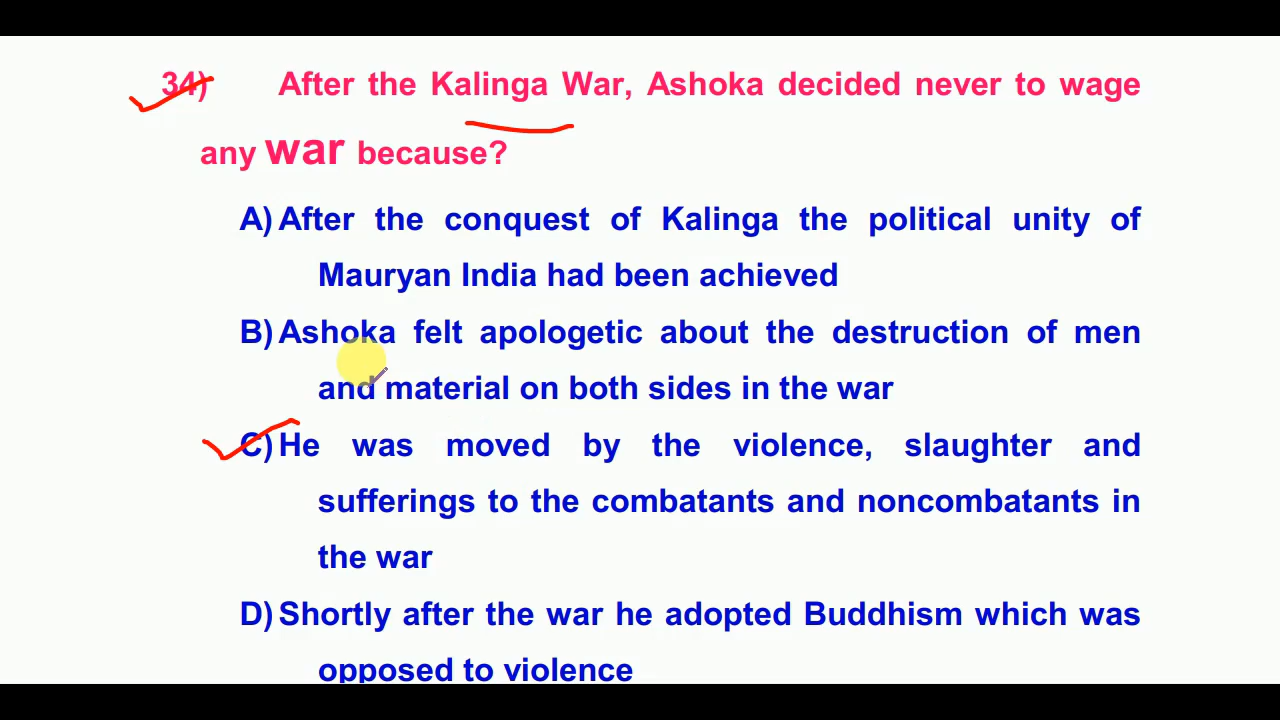 34) After the Kalinga War, Ashoka decided never to wage
any war because?
A) After the conquest of Kalinga the political unity of
Mauryan India had been achieved
B) Ashoka felt apologetic about the destruction of men
and material on both sides in the war
C) He was moved by the violence, slaughter and
sufferings to the combatants and noncombatants in
the war
D) Shortly after the war he adopted Buddhism which was
opposed to violence